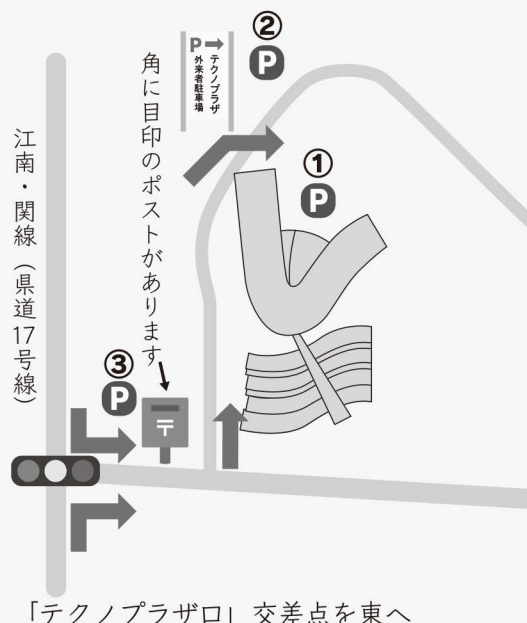 ②
P
P→
テクノプラザ
外来者駐車場
角に目印のポストがあります
①
P
江南・関線（県道17号線）
③
P
〒
「テクノプラザ口」交差点を東へ